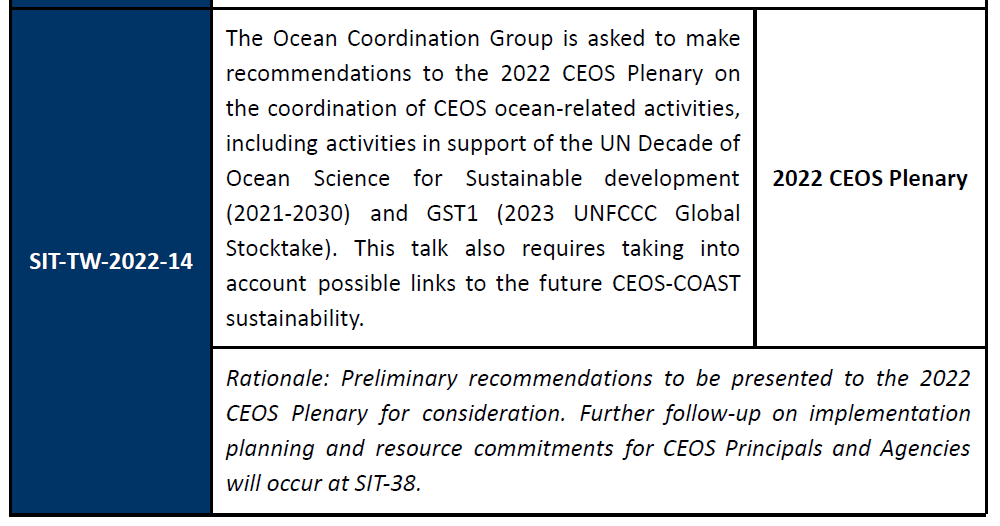 SIT-TW-2022-14
The Ocean Coordination Group is asked to make
recommendations to the 2022 CEOS Plenary on
the coordination of CEOS ocean-related activities,
including activities in support of the UN Decade of
Ocean Science for Sustainable development
(2021-2030) and GST1 (2023 UNFCCC Global
Stocktake). This talk also requires taking into
account possible links to the future CEOS-COAST
sustainability.
2022 CEOS Plenary
Rationale: Preliminary recommendations to be presented to the 2022
CEOS Plenary for consideration. Further follow-up on implementation
planning and resource commitments for CEOS Principals and Agencies
will occur at SIT-38.